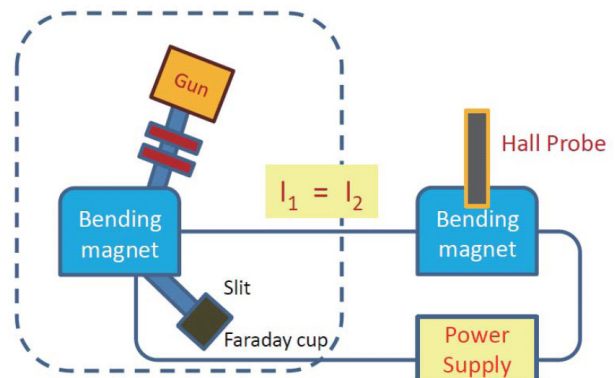 Gun
Hall Probe
I₁ = I₂
Bending
magnet
Bending
magnet
Slit
Faraday cup
Power
Supply